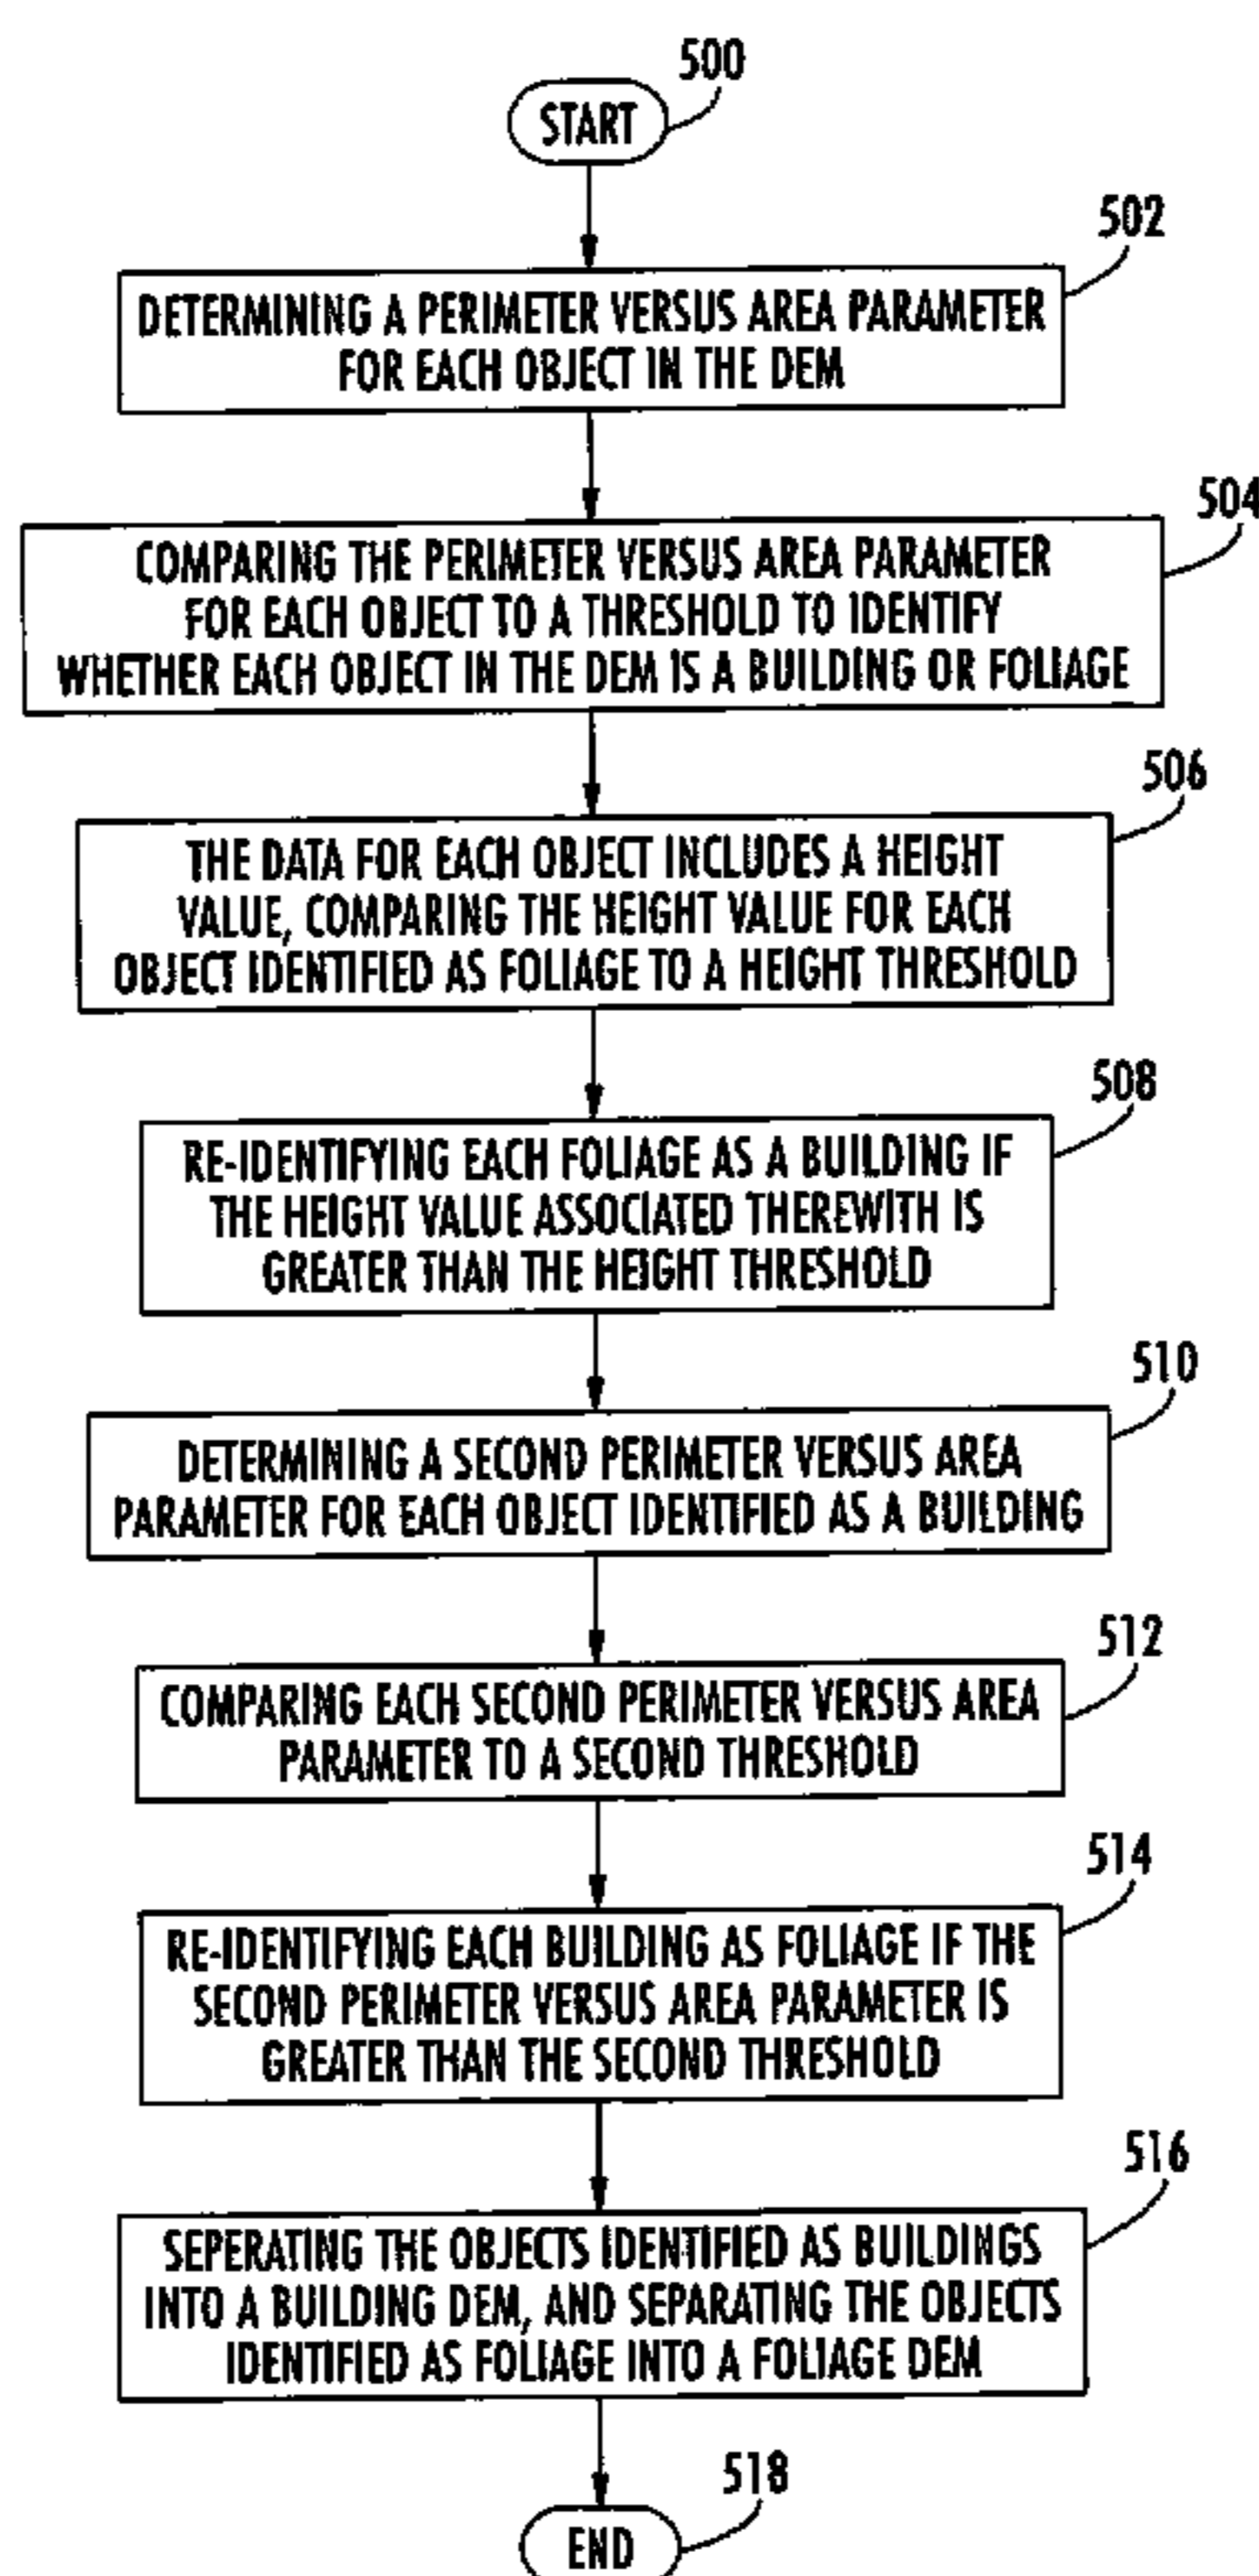 500
START
502
DETERMINING A PERIMETER VERSUS AREA PARAMETER
FOR EACH OBJECT IN THE DEM
504
COMPARING THE PERIMETER VERSUS AREA PARAMETER
FOR EACH OBJECT TO A THRESHOLD TO IDENTIFY
WHETHER EACH OBJECT IN THE DEM IS A BUILDING OR FOLIAGE
506
THE DATA FOR EACH OBJECT INCLUDES A HEIGHT
VALUE, COMPARING THE HEIGHT VALUE FOR EACH
OBJECT IDENTIFIED AS FOLIAGE TO A HEIGHT THRESHOLD
508
RE-IDENTIFYING EACH FOLIAGE AS A BUILDING IF
THE HEIGHT VALUE ASSOCIATED THEREWITH IS
GREATER THAN THE HEIGHT THRESHOLD
510
DETERMINING A SECOND PERIMETER VERSUS AREA
PARAMETER FOR EACH OBJECT IDENTIFIED AS A BUILDING
512
COMPARING EACH SECOND PERIMETER VERSUS AREA
PARAMETER TO A SECOND THRESHOLD
514
RE-IDENTIFYING EACH BUILDING AS FOLIAGE IF THE
SECOND PERIMETER VERSUS AREA PARAMETER IS
GREATER THAN THE SECOND THRESHOLD
516
SEPERATING THE OBJECTS IDENTIFIED AS BUILDINGS
INTO A BUILDING DEM, AND SEPARATING THE OBJECTS
IDENTIFIED AS FOLIAGE INTO A FOLIAGE DEM
518
END